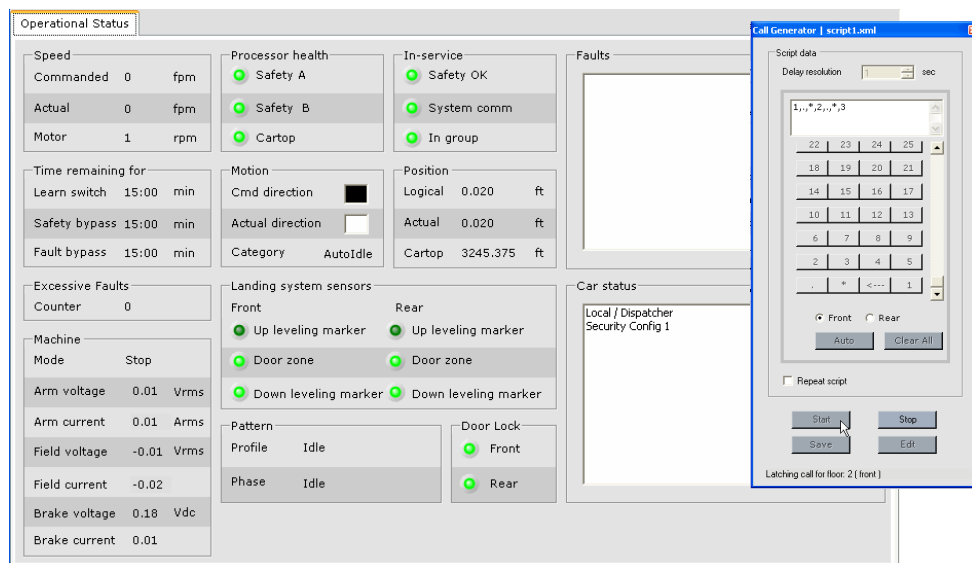 Operational Status
Speed
Commanded 0 fpm
Actual 0 fpm
Motor 1 rpm
Processor health
Safety A
Safety B
Cartop
In-service
Safety OK
System comm
In group
Faults
Time remaining for
Learn switch 15:00 min
Safety bypass 15:00 min
Fault bypass 15:00 min
Motion
Cmd direction
Actual direction
Category AutoIdle
Position
Logical 0.020 ft
Actual 0.020 ft
Cartop 3245.375 ft
Excessive Faults
Counter 0
Machine
Mode Stop
Arm voltage 0.01 Vrms
Arm current 0.01 Arms
Field voltage -0.01 Vrms
Field current -0.02
Brake voltage 0.18 Vdc
Brake current 0.01
Landing system sensors
Front Rear
Up leveling marker Up leveling marker
Door zone Door zone
Down leveling marker Down leveling marker
Pattern
Profile Idle
Phase Idle
Door Lock
Front
Rear
Car status
Local / Dispatcher
Security Config 1
Call Generator | script1.xml
Script data
Delay resolution 1 sec
1,.,*,2,.,*,3
22 23 24 25
18 19 20 21
14 15 16 17
10 11 12 13
6 7 8 9
2 3 4 5
. * <--- 1
Front Rear
Auto Clear All
Repeat script
Start Stop
Save Edit
Latching call for floor: 2 ( front )